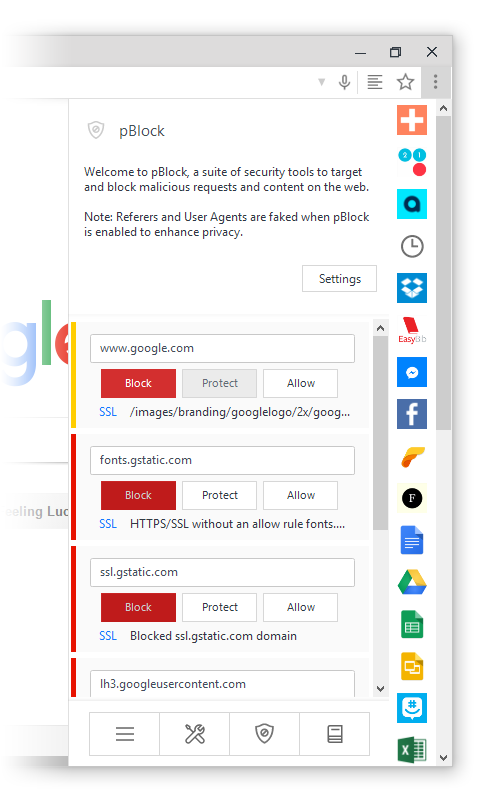 pBlock
Welcome to pBlock, a suite of security tools to target
and block malicious requests and content on the web.
Note: Referers and User Agents are faked when pBlock
is enabled to enhance privacy.
Settings
gle
www.google.com
Block Protect Allow
SSL /images/branding/googlelogo/2x/goog...
fonts.gstatic.com
Block Protect Allow
SSL HTTPS/SSL without an allow rule fonts....
eeling Luc
ssl.gstatic.com
Block Protect Allow
SSL Blocked ssl.gstatic.com domain
lh3.googleusercontent.com
2 1
a
EasyBib
f
F
#
X